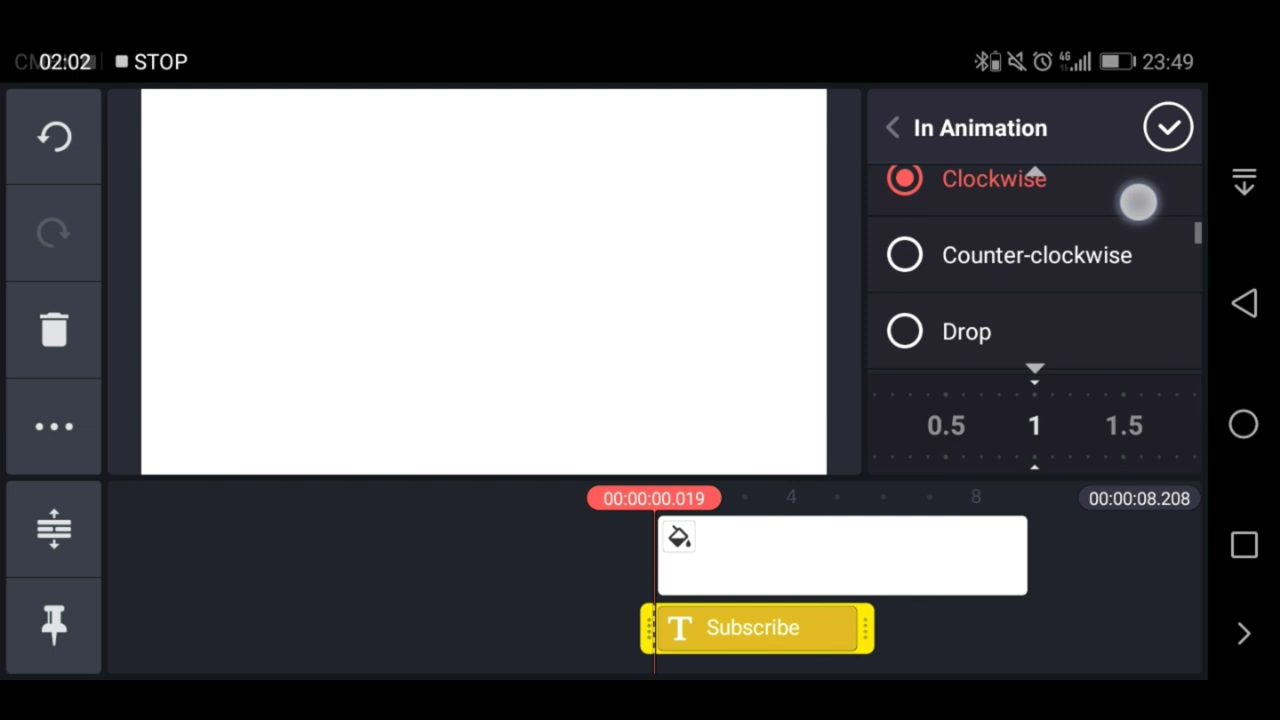 02:02 STOP
4G
23:49
In Animation
Clockwise
Counter-clockwise
Drop
0.5 1 1.5
00:00:00.019 4 8 00:00:08.208
T Subscribe